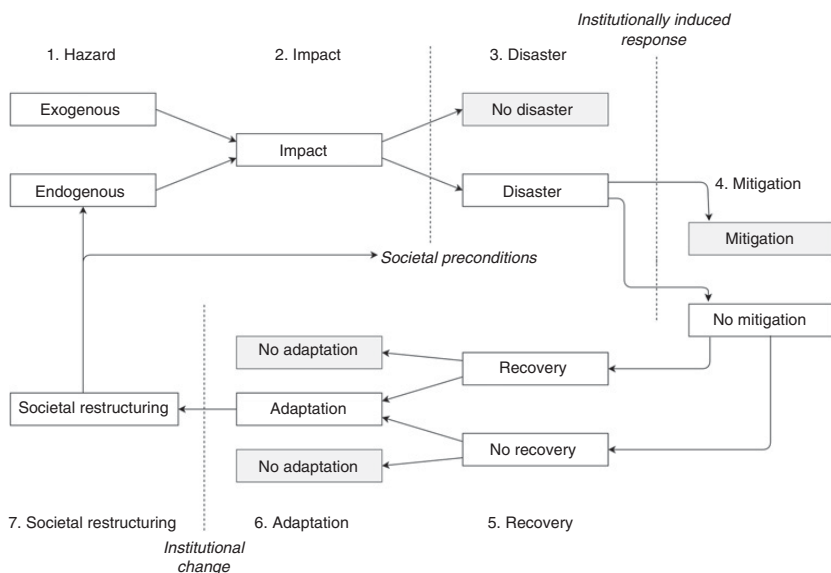 Institutionally induced
response
1. Hazard
2. Impact
3. Disaster
Exogenous
No disaster
Impact
Endogenous
Disaster
4. Mitigation
Mitigation
Societal preconditions
No mitigation
No adaptation
Recovery
Societal restructuring
Adaptation
No recovery
No adaptation
7. Societal restructuring
6. Adaptation
5. Recovery
Institutional
change